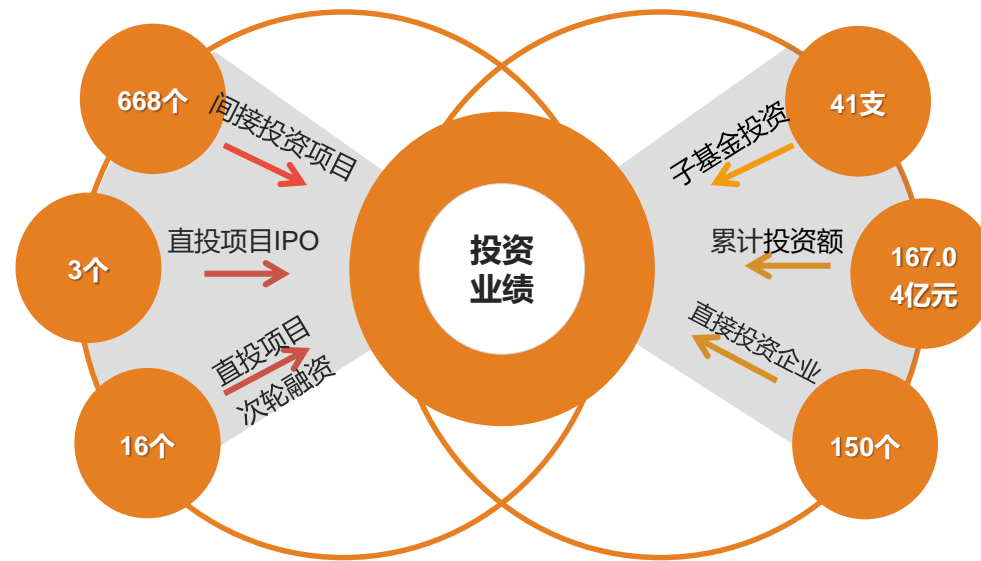 668个
间接投资项目
3个
直投项目IPO
16个
直投项目
次轮融资
投资
业绩
41支
子基金投资
167.0
4亿元
累计投资额
150个
直接投资企业